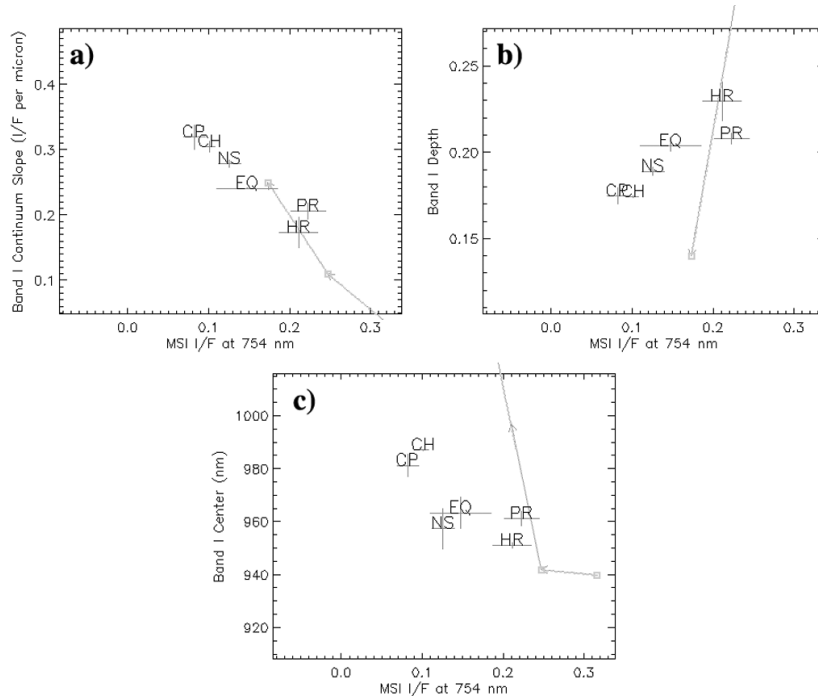 a)
0.4
0.3
0.2
0.1
Band I Continuum Slope (I/F per micron)
CP
CH
NS
EQ
PR
HR
0.0 0.1 0.2 0.3
MSI I/F at 754 nm
b)
0.25
0.20
0.15
Band I Depth
HR
PR
EQ
NS
CP CH
0.0 0.1 0.2 0.3
MSI I/F at 754 nm
c)
1000
980
960
940
920
Band I Center (nm)
CH
CP
EQ
PR
NS
HR
0.0 0.1 0.2 0.3
MSI I/F at 754 nm